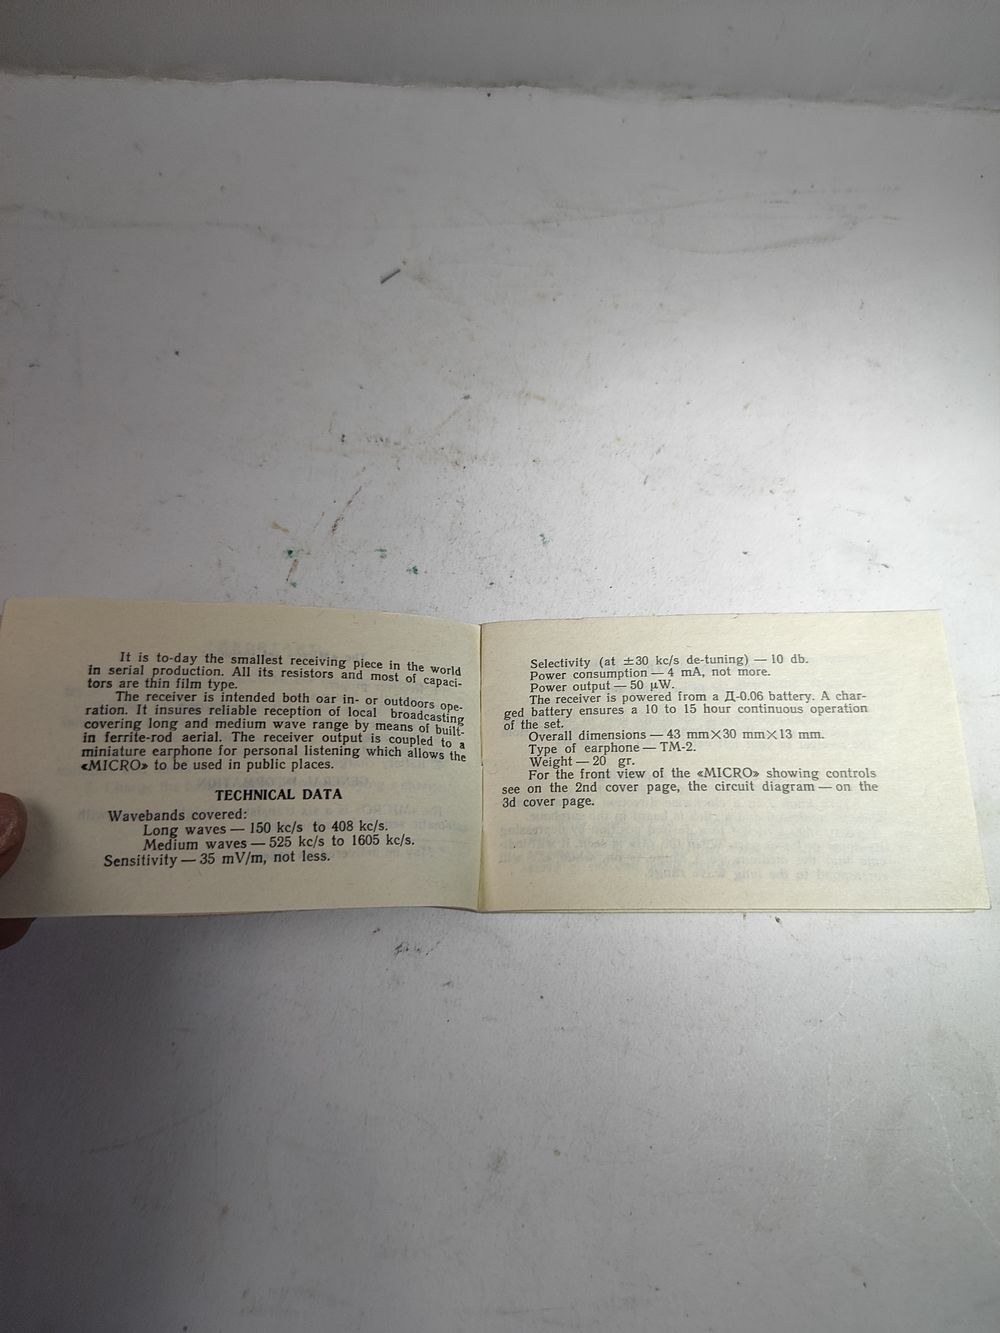 It is to-day the smallest receiving piece in the world
in serial production. All its resistors and most of capaci-
tors are thin film type.
The receiver is intended both oar in- or outdoors ope-
ration. It insures reliable reception of local broadcasting
covering long and medium wave range by means of built-
in ferrite-rod aerial. The receiver output is coupled to a
miniature earphone for personal listening which allows the
«MICRO» to be used in public places.
TECHNICAL DATA
Wavebands covered:
Long waves — 150 kc/s to 408 kc/s.
Medium waves — 525 kc/s to 1605 kc/s.
Sensitivity — 35 mV/m, not less.
Selectivity (at ±30 kc/s de-tuning) — 10 db.
Power consumption — 4 mA, not more.
Power output — 50 μW.
The receiver is powered from a Д-0.06 battery. A char-
ged battery ensures a 10 to 15 hour continuous operation
of the set.
Overall dimensions — 43 mm×30 mm×13 mm.
Type of earphone — TM-2.
Weight — 20 gr.
For the front view of the «MICRO» showing controls
see on the 2nd cover page, the circuit diagram — on the
3d cover page.